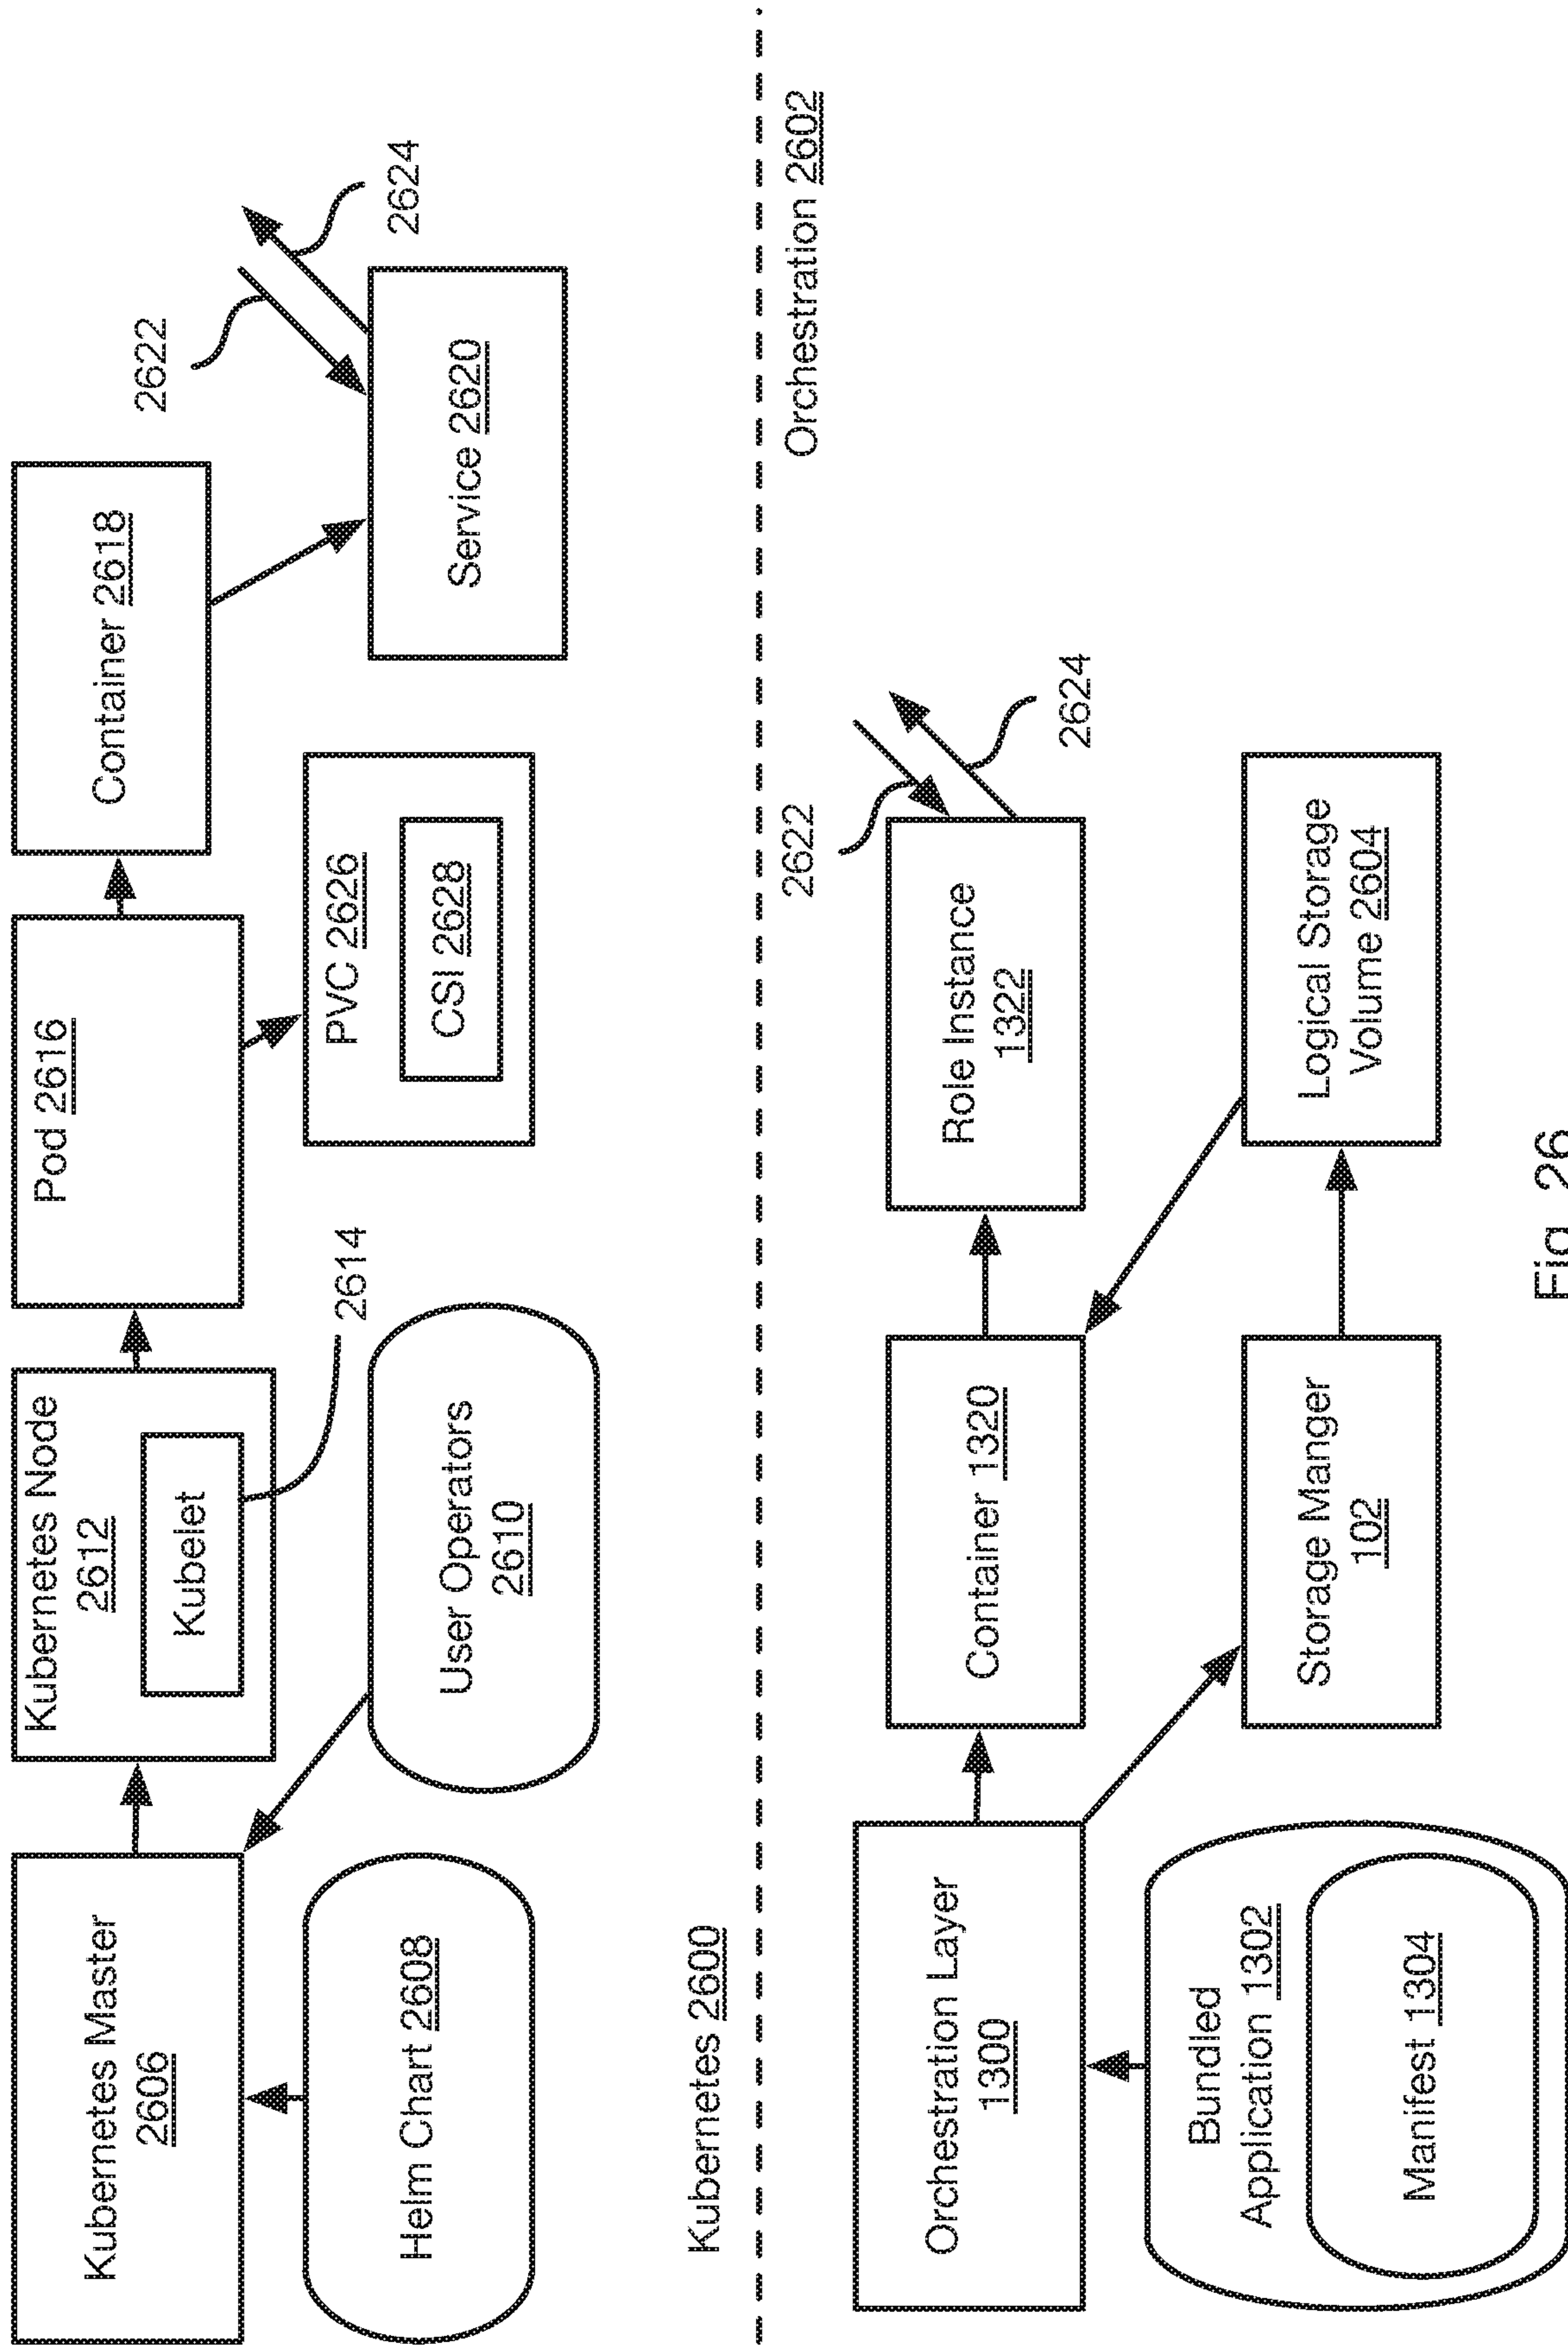 Kubernetes Master
2606
Kubernetes Node
2612
Kubelet
2614
Pod 2616
Container 2618
2622
2624
Helm Chart 2608
User Operators
2610
PVC 2626
CSI 2628
Service 2620
Kubernetes 2600
Orchestration 2602
Orchestration Layer
1300
Container 1320
Role Instance
1322
2622
2624
Bundled
Application 1302
Manifest 1304
Storage Manger
102
Logical Storage
Volume 2604
Fig. 26